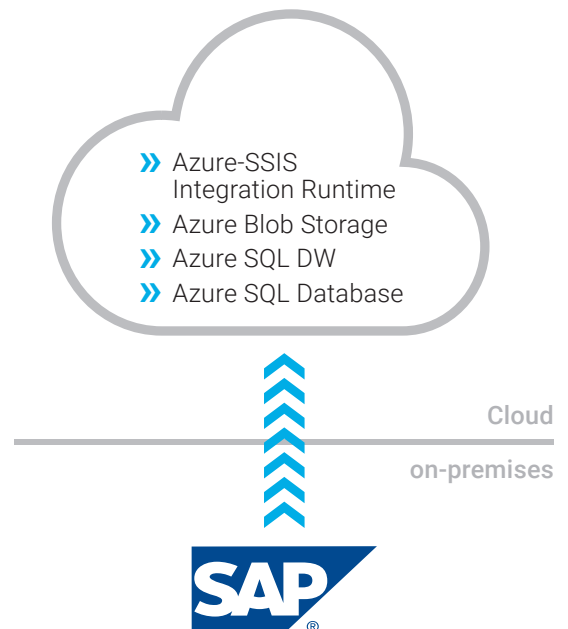 Azure-SSIS
Integration Runtime
Azure Blob Storage
Azure SQL DW
Azure SQL Database
Cloud
on-premises
SAP
®